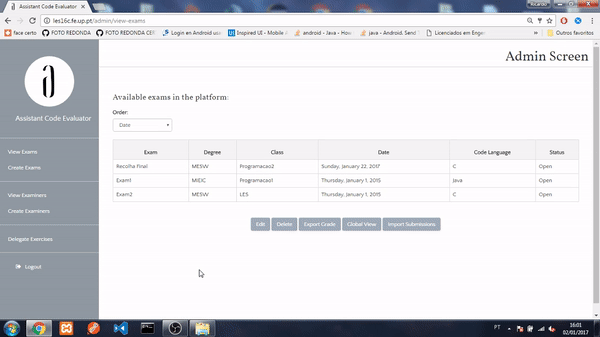 Assistant Code Evaluator
Ricardo
les16c.fe.up.pt/admin/view-exams
face certo
FOTO REDONDA
FOTO REDONDA CER
Login en Android usan
Inspired UI - Mobile A
android - Java - How
java - Android, Send
Licenciados em Enger
Outros favoritos
Admin Screen
Assistant Code Evaluator
View Exams
Create Exams
View Examiners
Create Examiners
Delegate Exercises
Logout
Available exams in the platform:
Order:
Date
Exam Degree Class Date Code Language Status
Recolha Final MESW Programacao2 Sunday, January 22, 2017 C Open
Exam1 MIEIC Programacao1 Thursday, January 1, 2015 Java Open
Exam2 MESW LES Thursday, January 1, 2015 C Open
Edit Delete Export Grade Global View Import Submissions
PT
16:01
02/01/2017